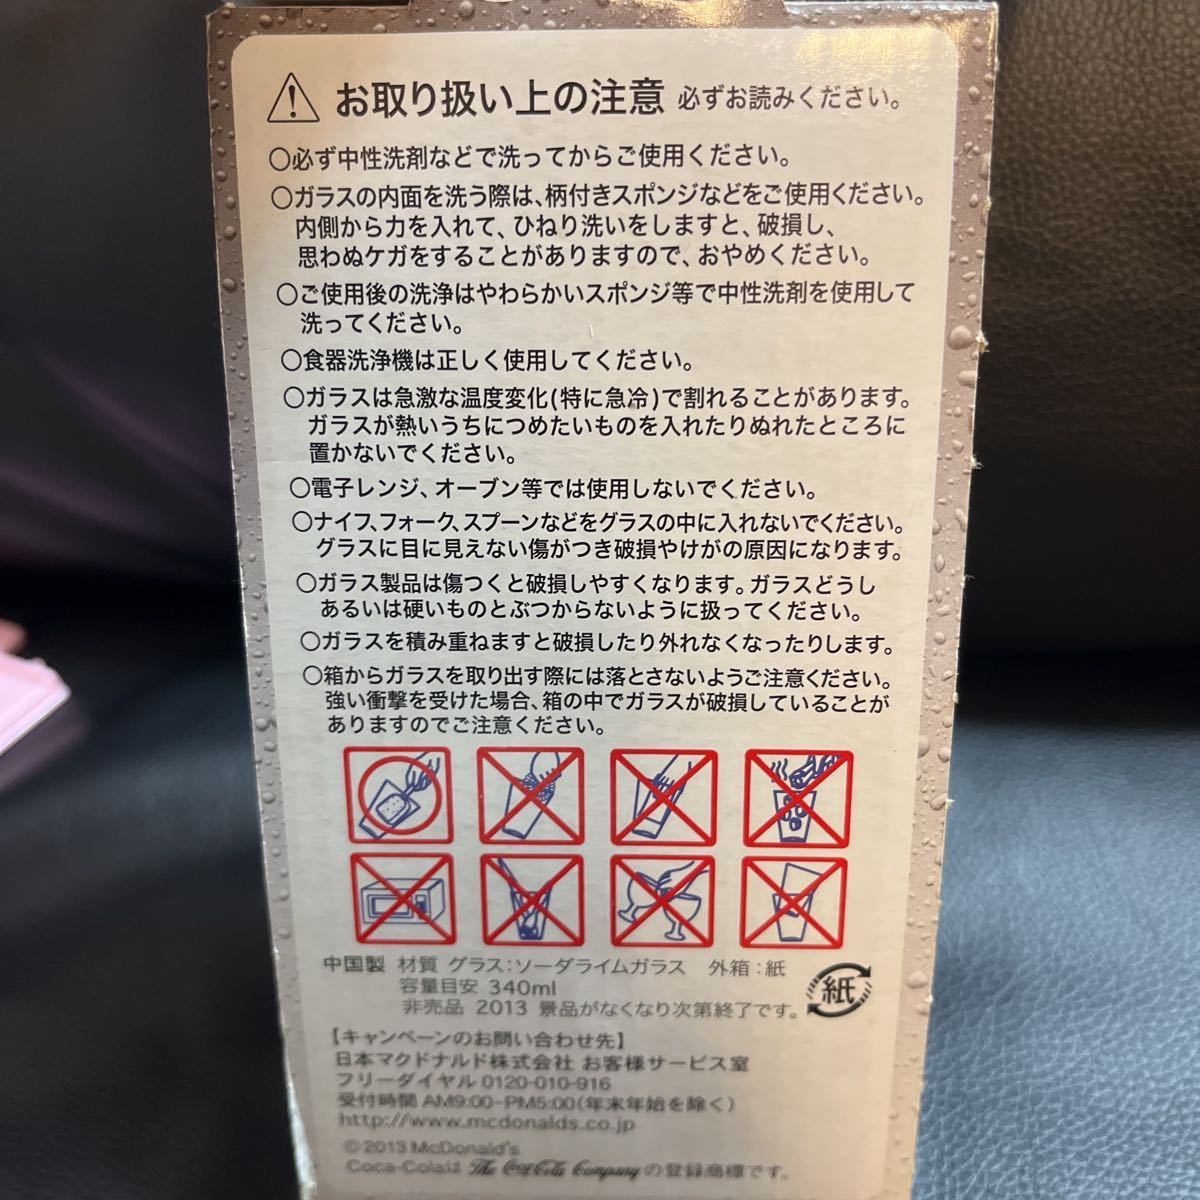 お取り扱い上の注意 必ずお読みください。
○必ず中性洗剤などで洗ってからご使用ください。
○ガラスの内面を洗う際は、柄付きスポンジなどをご使用ください。
内側から力を入れて、ひねり洗いをしますと、破損し、
思わぬケガをすることがありますので、おやめください。
○ご使用後の洗浄はやわらかいスポンジ等で中性洗剤を使用して
洗ってください。
○食器洗浄機は正しく使用してください。
○ガラスは急激な温度変化(特に急冷)で割れることがあります。
ガラスが熱いうちにつめたいものを入れたりぬれたところに
置かないでください。
○電子レンジ、オーブン等では使用しないでください。
○ナイフ、フォーク、スプーンなどをグラスの中に入れないでください。
グラスに目に見えない傷がつき破損やけがの原因になります。
○ガラス製品は傷つくと破損しやすくなります。ガラスどうし
あるいは硬いものとぶつからないように扱ってください。
○ガラスを積み重ねますと破損したり外れなくなったりします。
○箱からガラスを取り出す際には落とさないようご注意ください。
強い衝撃を受けた場合、箱の中でガラスが破損していることが
ありますのでご注意ください。
中国製 材質 グラス:ソーダライムガラス 外箱:紙
容量目安 340ml
非売品 2013 景品がなくなり次第終了です。
紙
【キャンペーンのお問い合わせ先】
日本マクドナルド株式会社 お客様サービス室
フリーダイヤル 0120-010-916
受付時間 AM9:00-PM5:00(年末年始を除く)
http://www.mcdonalds.co.jp
©2013 McDonald's
Coca-Colaは The Coca-Cola Company の登録商標です。